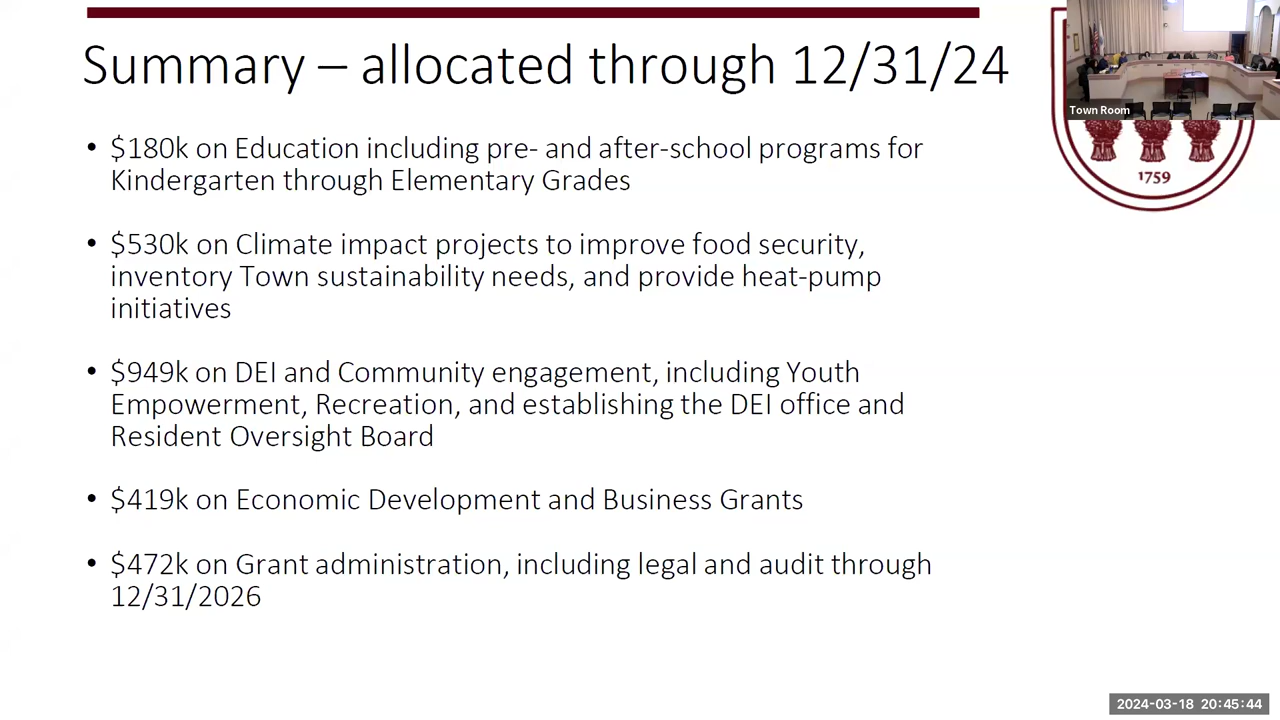 Summary – allocated through 12/31/24
• $180k on Education including pre- and after-school programs for
Kindergarten through Elementary Grades
• $530k on Climate impact projects to improve food security,
inventory Town sustainability needs, and provide heat-pump
initiatives
• $949k on DEI and Community engagement, including Youth
Empowerment, Recreation, and establishing the DEI office and
Resident Oversight Board
• $419k on Economic Development and Business Grants
• $472k on Grant administration, including legal and audit through
12/31/2026
Town Room
1759
2024-03-18 20:45:44